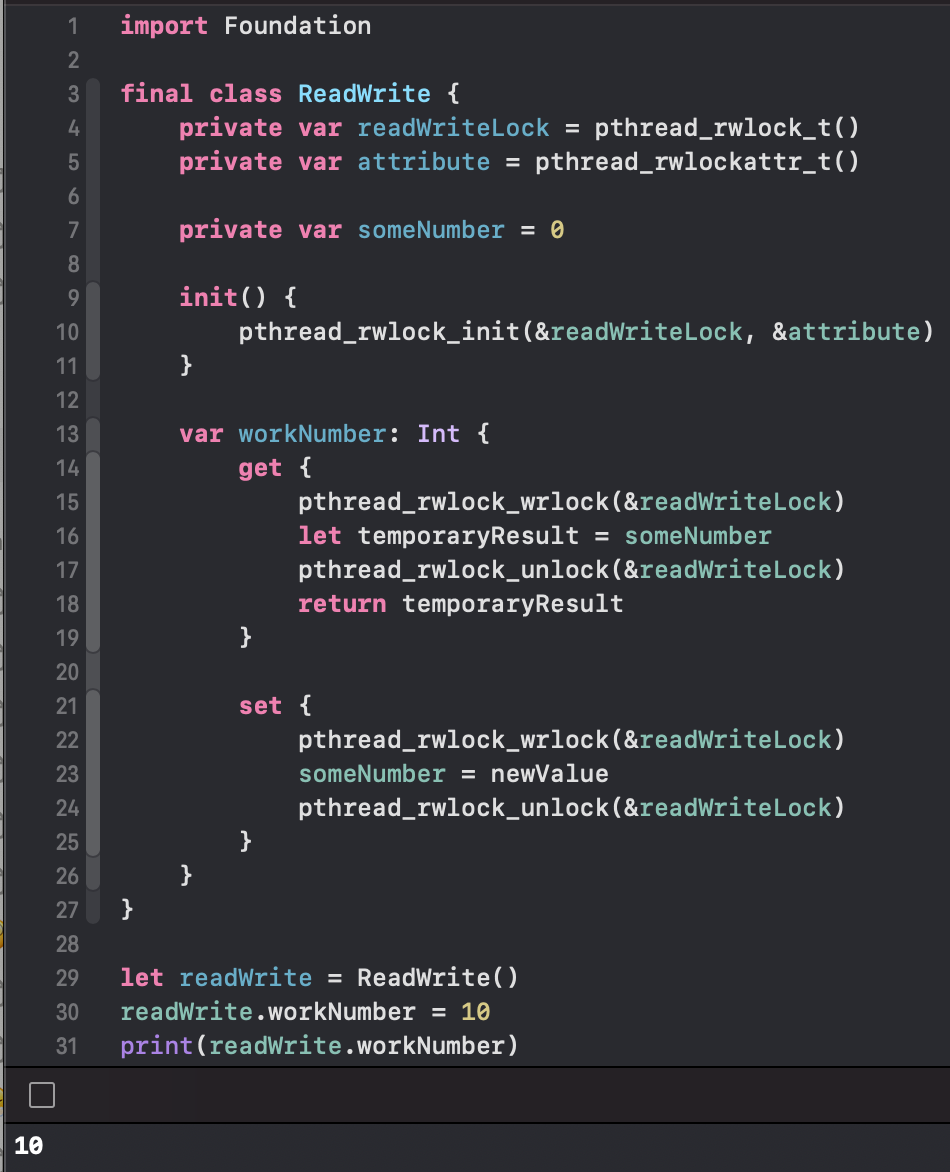 1 import Foundation
2
3 final class ReadWrite {
4     private var readWriteLock = pthread_rwlock_t()
5     private var attribute = pthread_rwlockattr_t()
6
7     private var someNumber = 0
8
9     init() {
10         pthread_rwlock_init(&readWriteLock, &attribute)
11     }
12
13     var workNumber: Int {
14         get {
15             pthread_rwlock_wrlock(&readWriteLock)
16             let temporaryResult = someNumber
17             pthread_rwlock_unlock(&readWriteLock)
18             return temporaryResult
19         }
20
21         set {
22             pthread_rwlock_wrlock(&readWriteLock)
23             someNumber = newValue
24             pthread_rwlock_unlock(&readWriteLock)
25         }
26     }
27 }
28
29 let readWrite = ReadWrite()
30 readWrite.workNumber = 10
31 print(readWrite.workNumber)
10